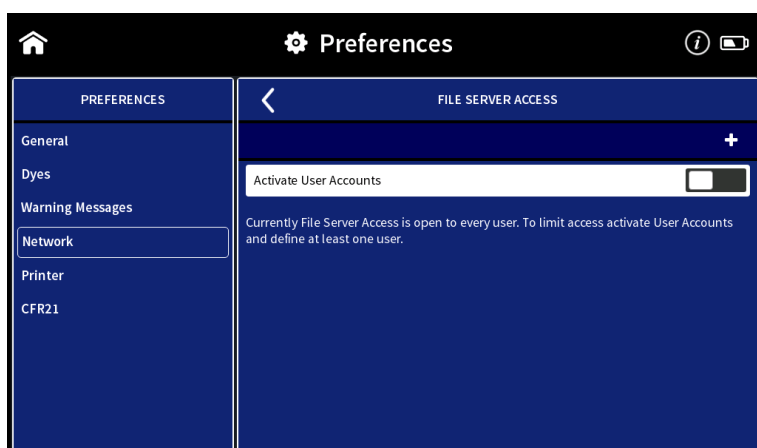 Preferences
PREFERENCES
General
Dyes
Warning Messages
Network
Printer
CFR21
FILE SERVER ACCESS
Activate User Accounts
Currently File Server Access is open to every user. To limit access activate User Accounts
and define at least one user.